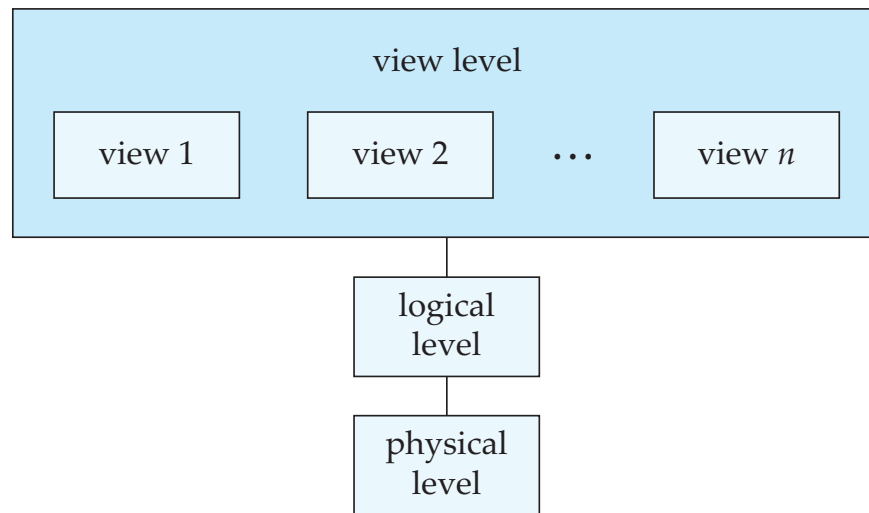 view level
view 1 view 2 ... view n
logical
level
physical
level